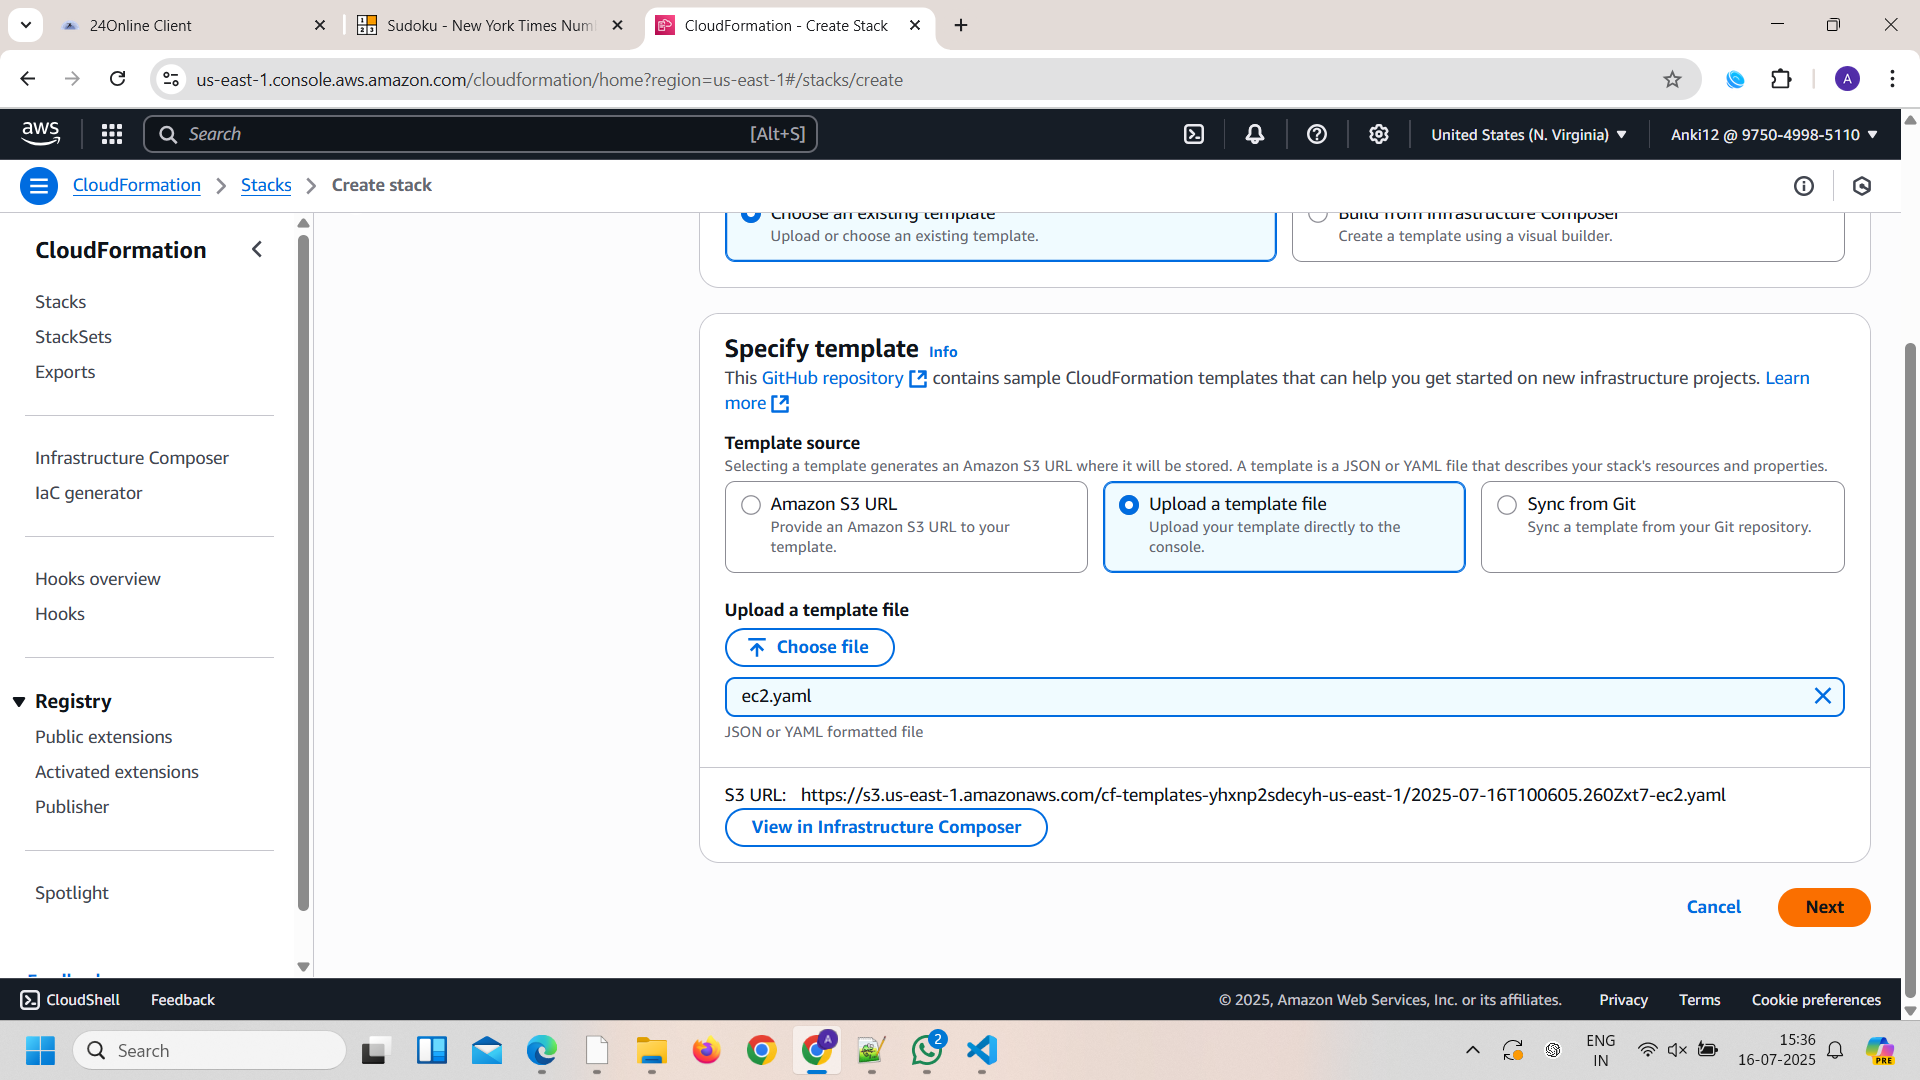 24Online Client
Sudoku - New York Times Num
CloudFormation - Create Stack
us-east-1.console.aws.amazon.com/cloudformation/home?region=us-east-1#/stacks/create
A
aws
Search
[Alt+S]
United States (N. Virginia)
Anki12 @ 9750-4998-5110
CloudFormation
Stacks
Create stack
CloudFormation
Stacks
StackSets
Exports
Infrastructure Composer
IaC generator
Hooks overview
Hooks
Registry
Public extensions
Activated extensions
Publisher
Spotlight
Choose an existing template
Upload or choose an existing template.
Build from Infrastructure Composer
Create a template using a visual builder.
Specify template Info
This GitHub repository contains sample CloudFormation templates that can help you get started on new infrastructure projects. Learn
more
Template source
Selecting a template generates an Amazon S3 URL where it will be stored. A template is a JSON or YAML file that describes your stack's resources and properties.
Amazon S3 URL
Provide an Amazon S3 URL to your
template.
Upload a template file
Upload your template directly to the
console.
Sync from Git
Sync a template from your Git repository.
Upload a template file
Choose file
ec2.yaml
JSON or YAML formatted file
S3 URL: https://s3.us-east-1.amazonaws.com/cf-templates-yhxnp2sdecyh-us-east-1/2025-07-16T100605.260Zxt7-ec2.yaml
View in Infrastructure Composer
Cancel
Next
CloudShell
Feedback
© 2025, Amazon Web Services, Inc. or its affiliates.
Privacy
Terms
Cookie preferences
Search
A
2
ENG
IN
15:36
16-07-2025
PRE